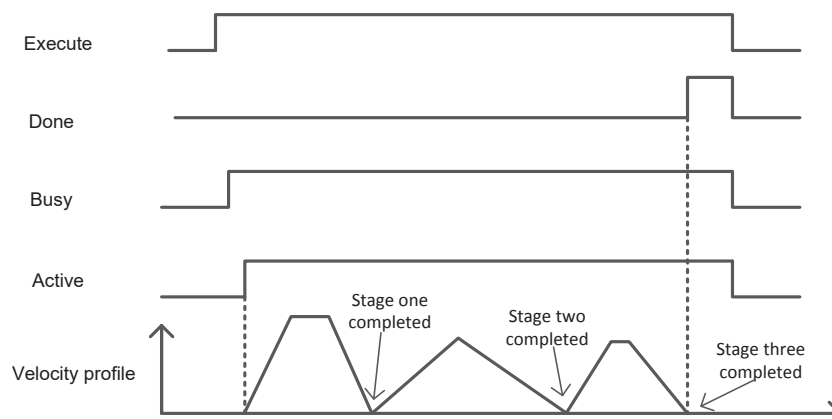 Execute
Done
Busy
Active
Stage one
completed
Stage two
completed
Stage three
completed
Velocity profile